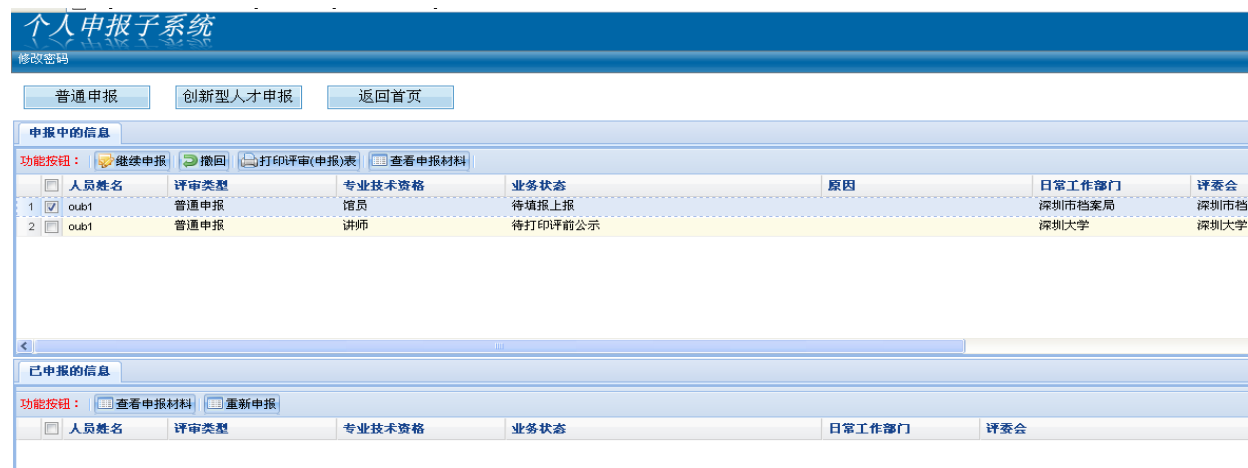 个人申报子系统
修改密码
普通申报 创新型人才申报 返回首页
申报中的信息
功能按钮： 继续申报 撤回 打印评审(申报)表 查看申报材料
人员姓名 评审类型 专业技术资格 业务状态 原因 日常工作部门 评委会
1 oub1 普通申报 馆员 待填报上报 深圳市档案局 深圳市档
2 oub1 普通申报 讲师 待打印评前公示 深圳大学 深圳大学
已申报的信息
功能按钮： 查看申报材料 重新申报
人员姓名 评审类型 专业技术资格 业务状态 日常工作部门 评委会